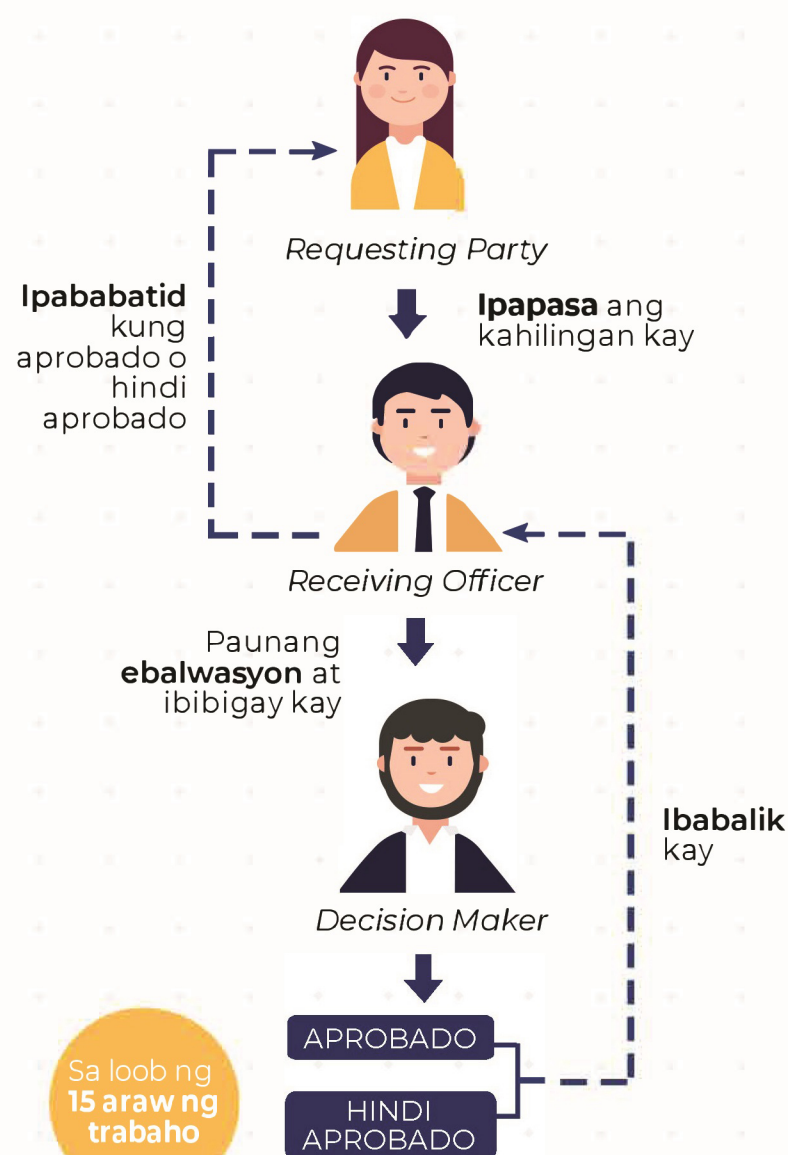 Requesting Party
Ipapasa ang
kahilingan kay
Ipababatid
kung
aprobado o
hindi
aprobado
Receiving Officer
Paunang
ebalwasyon at
ibibigay kay
Decision Maker
Ibabalik
kay
APROBADO
HINDI
APROBADO
Sa loob ng
15 araw ng
trabaho